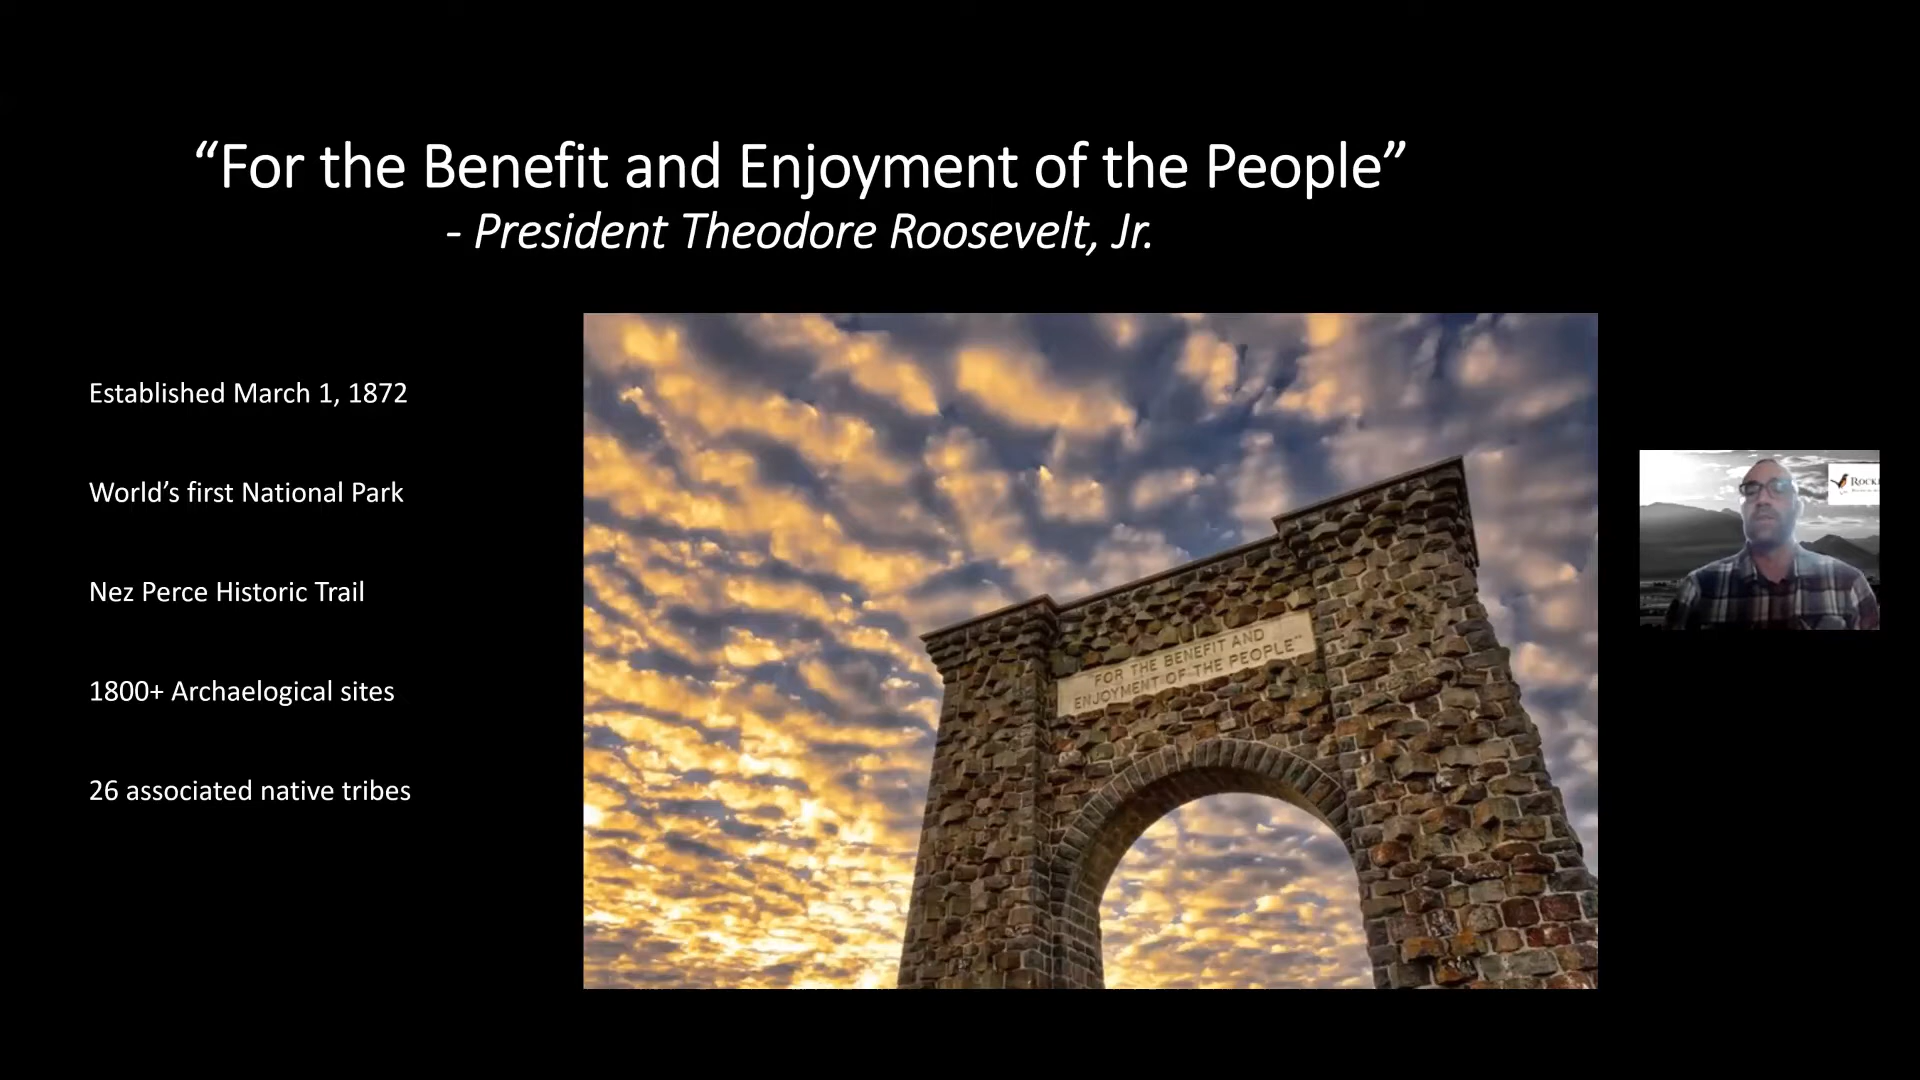 “For the Benefit and Enjoyment of the People”
- President Theodore Roosevelt, Jr.
Established March 1, 1872
World’s first National Park
Nez Perce Historic Trail
1800+ Archaelogical sites
26 associated native tribes
"FOR THE BENEFIT AND
ENJOYMENT OF THE PEOPLE"